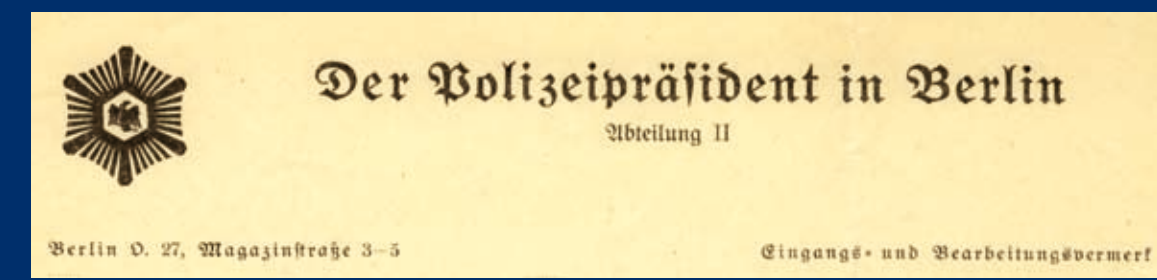 Der Polizeipräsident in Berlin
Abteilung II
Berlin O. 27, Magazinstraße 3–5
Eingangs- und Bearbeitungsvermerk